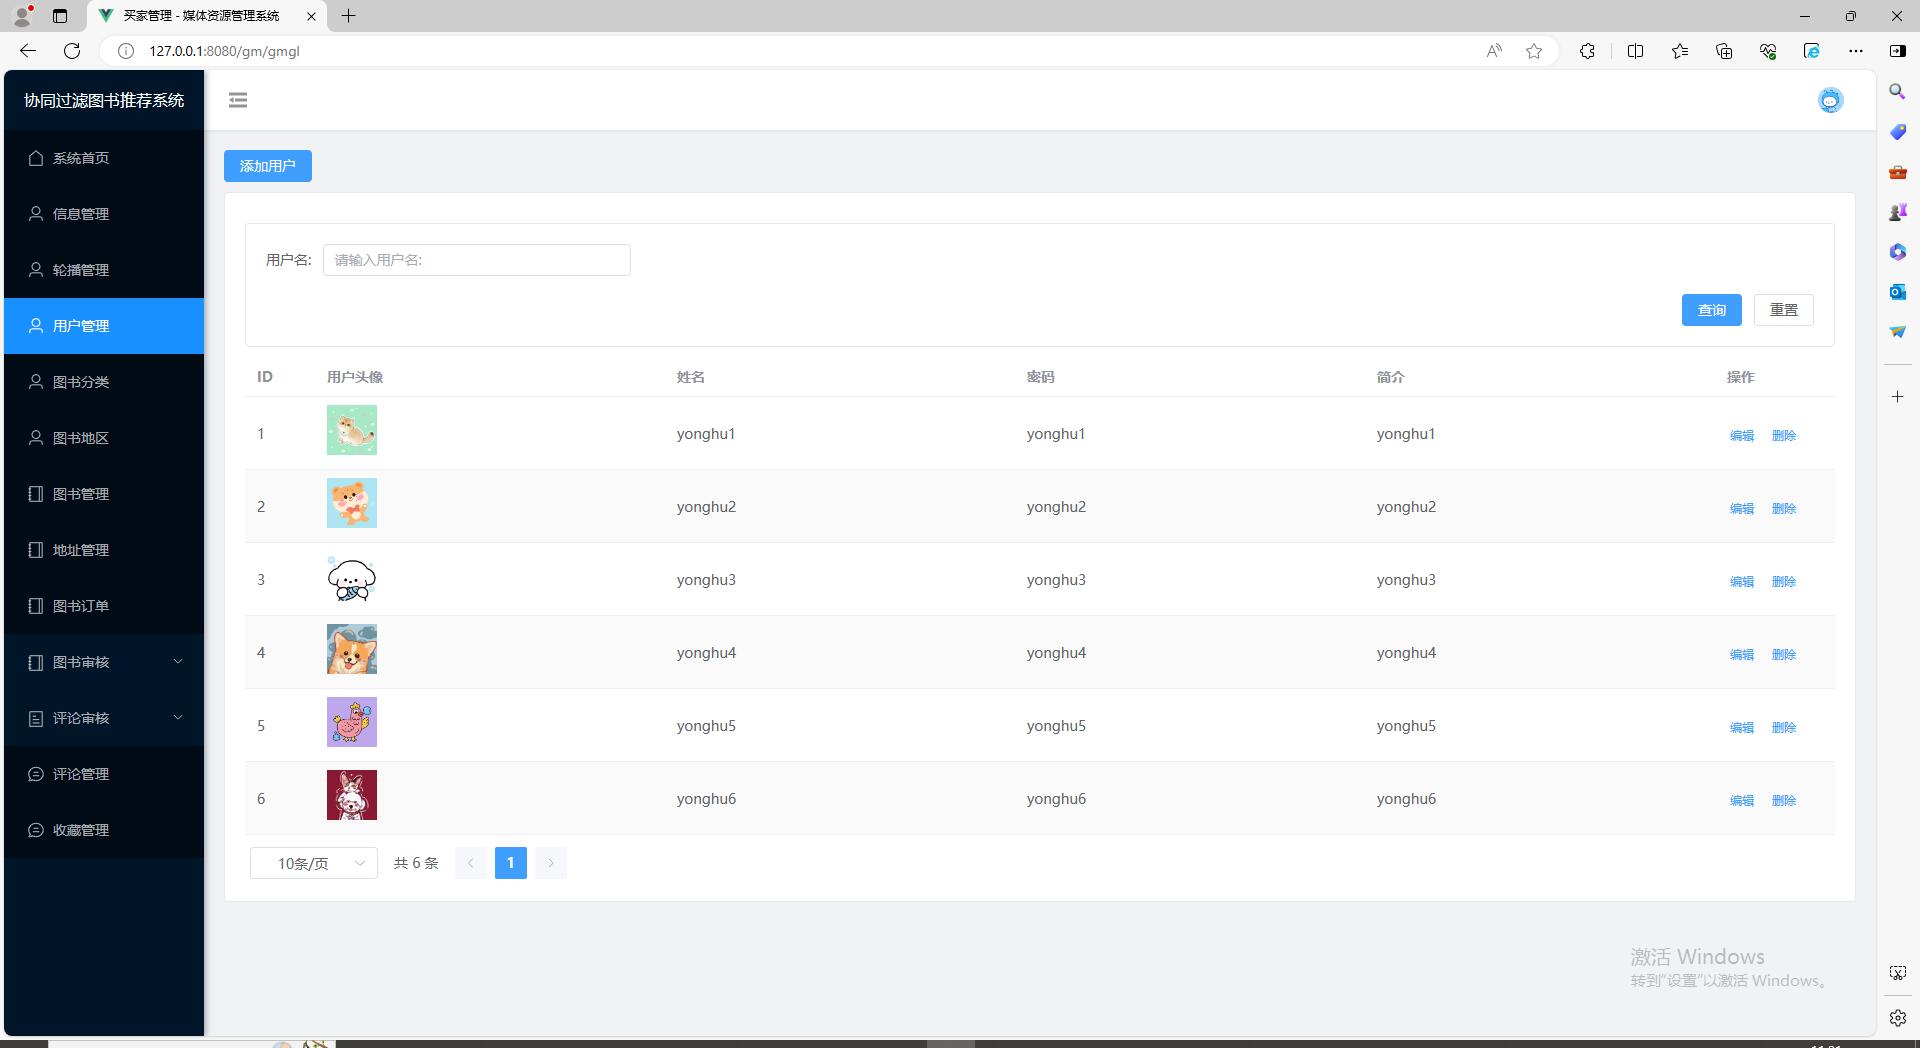 买家管理 - 媒体资源管理系统
127.0.0.1:8080/gm/gmgl
协同过滤图书推荐系统
系统首页
信息管理
轮播管理
用户管理
图书分类
图书地区
图书管理
地址管理
图书订单
图书审核
评论审核
评论管理
收藏管理
添加用户
用户名: 请输入用户名:
查询 重置
ID 用户头像 姓名 密码 简介 操作
1 yonghu1 yonghu1 yonghu1 编辑 删除
2 yonghu2 yonghu2 yonghu2 编辑 删除
3 yonghu3 yonghu3 yonghu3 编辑 删除
4 yonghu4 yonghu4 yonghu4 编辑 删除
5 yonghu5 yonghu5 yonghu5 编辑 删除
6 yonghu6 yonghu6 yonghu6 编辑 删除
10条/页 共 6 条 1
激活 Windows
转到“设置”以激活 Windows。